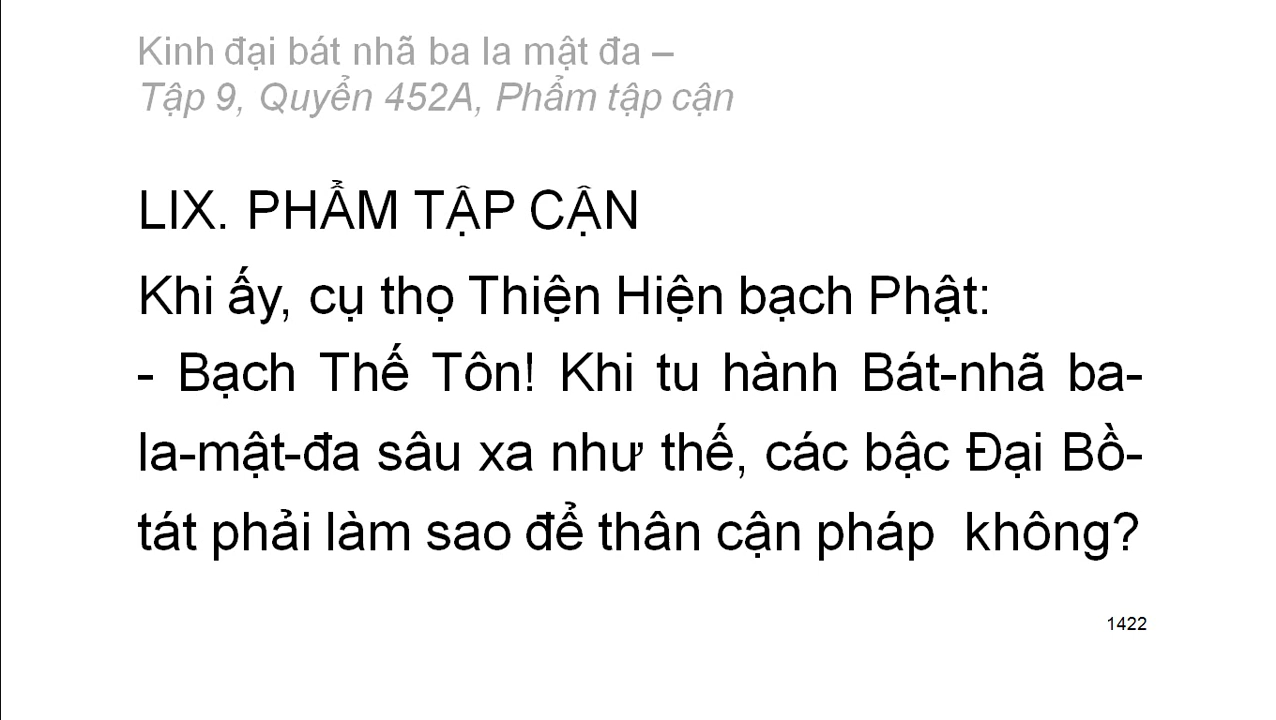 Kinh đại bát nhã ba la mật đa –
Tập 9, Quyển 452A, Phẩm tập cận
LIX. PHẨM TẬP CẬN
Khi ấy, cụ thọ Thiện Hiện bạch Phật:
- Bạch Thế Tôn! Khi tu hành Bát-nhã ba-
la-mật-đa sâu xa như thế, các bậc Đại Bồ-
tát phải làm sao để thân cận pháp  không?
1422